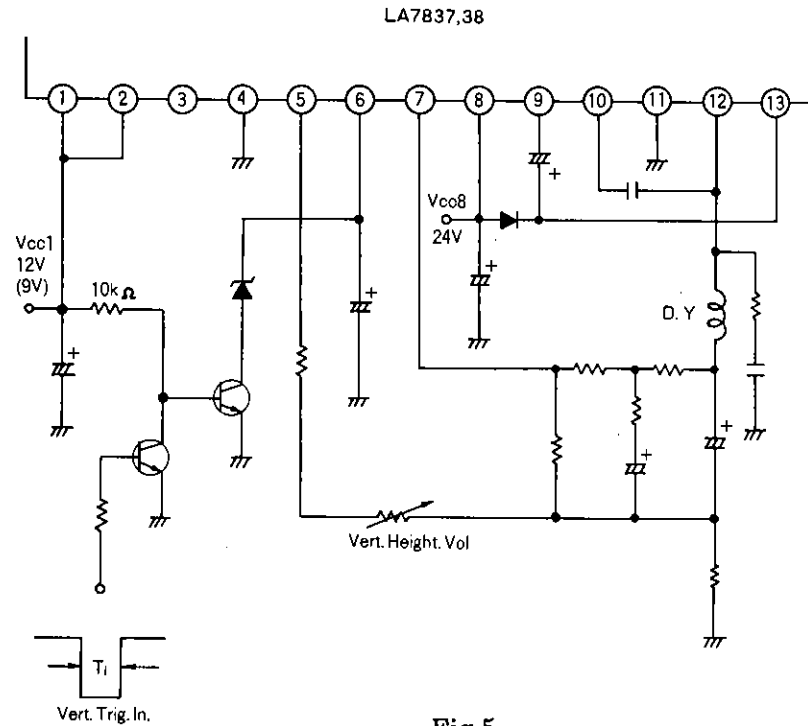 LA7837,38
1 2 3 4 5 6 7 8 9 10 11 12 13
Vcc1
12V
(9V)
10kΩ
Vcc8
24V
+
+
+
+
+
+
D.Y
Vert.Height.Vol
Ti
Vert.Trig.In.
Fig.5